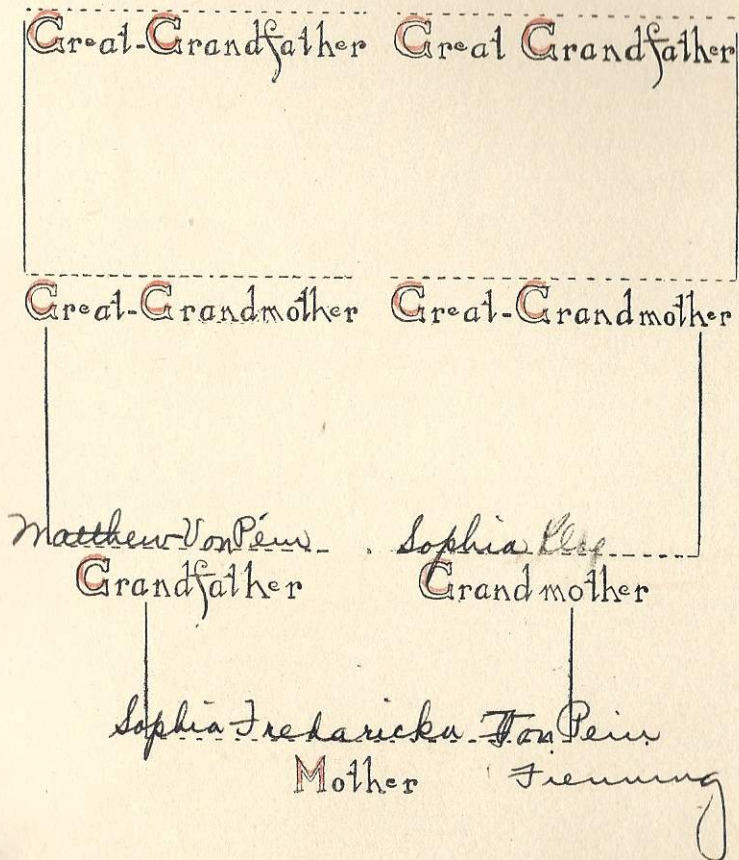 Great-Grandfather Great Grandfather
Great-Grandmother Great-Grandmother
Matthew Von Pein Sophia
Grandfather Grandmother
Sophia Fredaricka Von Pein
Mother